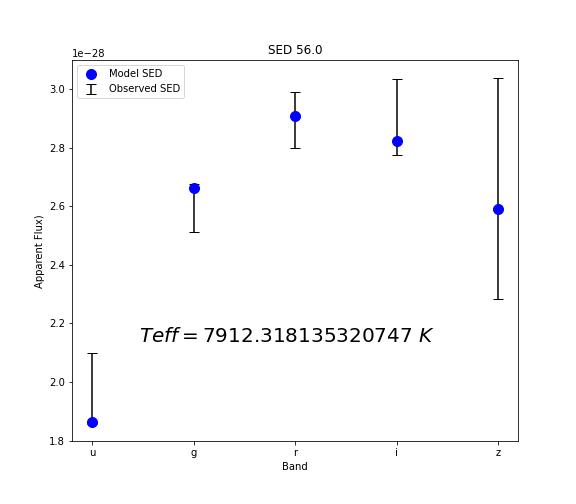 SED 56.0
1e−28
Model SED
Observed SED
3.0
2.8
2.6
2.4
2.2
2.0
1.8
Apparent Flux)
Teff = 7912.318135320747 K
u g r i z
Band